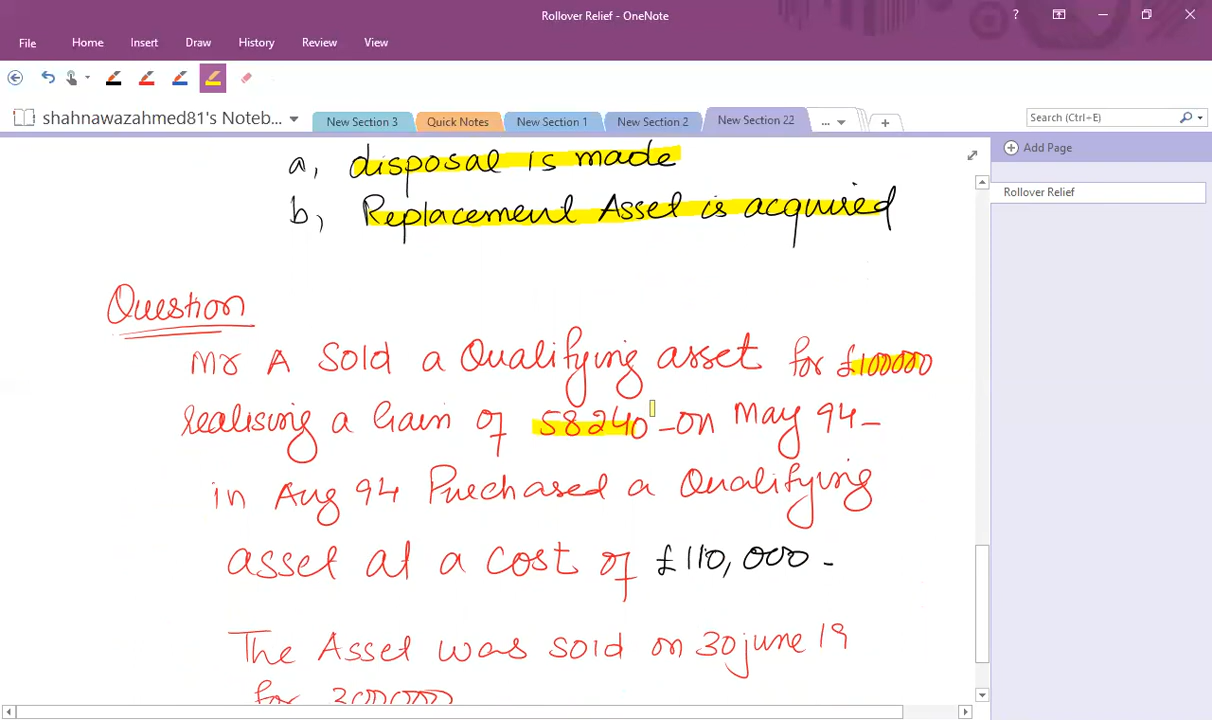 Rollover Relief - OneNote
?
File Home Insert Draw History Review View
shahnawazahmed81's Noteb...
New Section 3 Quick Notes New Section 1 New Section 2 New Section 22 ...
Search (Ctrl+E)
Add Page
Rollover Relief
a, disposal is made
b, Replacement Asset is acquired
Question
Mr A Sold a Qualifying asset for £100000
realising a Gain of 58240 - on May 94 -
in Aug 94 Purchased a Qualifying
asset at a cost of £110,000 -
The Asset was sold on 30 june 19
for 300000